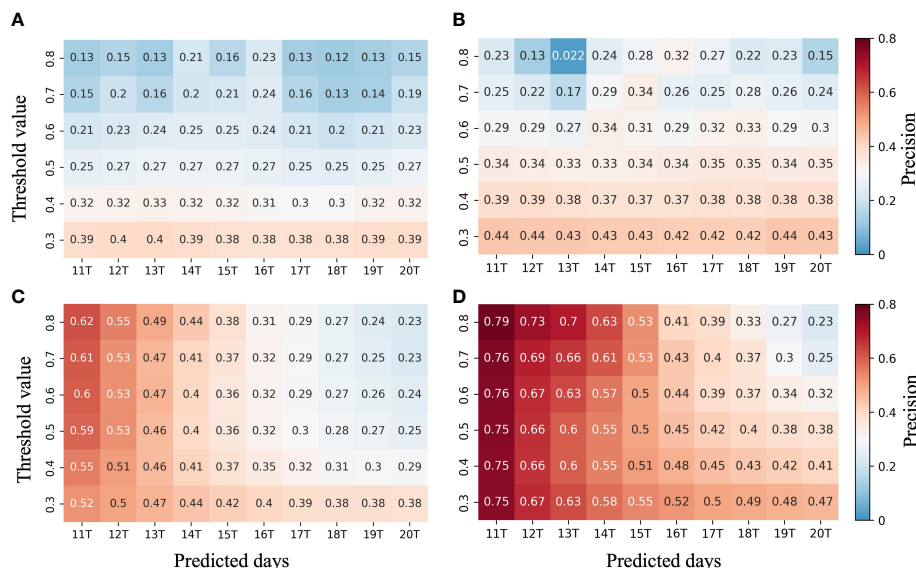 A
B
0.8 0.13 0.15 0.13 0.21 0.16 0.23 0.13 0.12 0.13 0.15
0.7 0.15 0.2 0.16 0.2 0.21 0.24 0.16 0.13 0.14 0.19
0.6 0.21 0.23 0.24 0.25 0.25 0.24 0.21 0.2 0.21 0.23
0.5 0.25 0.27 0.27 0.27 0.27 0.27 0.25 0.25 0.25 0.27
0.4 0.32 0.32 0.33 0.32 0.32 0.31 0.3 0.3 0.32 0.32
0.3 0.39 0.4 0.4 0.39 0.38 0.38 0.38 0.38 0.39 0.39
11T 12T 13T 14T 15T 16T 17T 18T 19T 20T
Threshold value
0.8 0.23 0.13 0.022 0.24 0.28 0.32 0.27 0.22 0.23 0.15
0.7 0.25 0.22 0.17 0.29 0.34 0.26 0.25 0.28 0.26 0.24
0.6 0.29 0.29 0.27 0.34 0.31 0.29 0.32 0.33 0.29 0.3
0.5 0.34 0.34 0.33 0.33 0.34 0.34 0.35 0.34 0.35 0.35
0.4 0.39 0.39 0.38 0.37 0.37 0.37 0.38 0.38 0.38 0.38
0.3 0.44 0.44 0.43 0.43 0.43 0.42 0.42 0.42 0.44 0.43
11T 12T 13T 14T 15T 16T 17T 18T 19T 20T
0.8
0.6
0.4
0.2
0
Precision
C
D
0.8 0.62 0.55 0.49 0.44 0.38 0.31 0.29 0.27 0.24 0.23
0.7 0.61 0.53 0.47 0.41 0.37 0.32 0.29 0.27 0.25 0.23
0.6 0.6 0.53 0.47 0.4 0.36 0.32 0.29 0.27 0.26 0.24
0.5 0.59 0.53 0.46 0.4 0.36 0.32 0.3 0.28 0.27 0.25
0.4 0.55 0.51 0.46 0.41 0.37 0.35 0.32 0.31 0.3 0.29
0.3 0.52 0.5 0.47 0.44 0.42 0.4 0.39 0.38 0.38 0.38
11T 12T 13T 14T 15T 16T 17T 18T 19T 20T
Threshold value
Predicted days
0.8 0.79 0.73 0.7 0.63 0.53 0.41 0.39 0.33 0.27 0.23
0.7 0.76 0.69 0.66 0.61 0.53 0.43 0.4 0.37 0.3 0.25
0.6 0.76 0.67 0.63 0.57 0.5 0.44 0.39 0.37 0.34 0.32
0.5 0.75 0.66 0.6 0.55 0.5 0.45 0.42 0.4 0.38 0.38
0.4 0.75 0.66 0.6 0.55 0.51 0.48 0.45 0.43 0.42 0.41
0.3 0.75 0.67 0.63 0.58 0.55 0.52 0.5 0.49 0.48 0.47
11T 12T 13T 14T 15T 16T 17T 18T 19T 20T
Predicted days
0.8
0.6
0.4
0.2
0
Precision